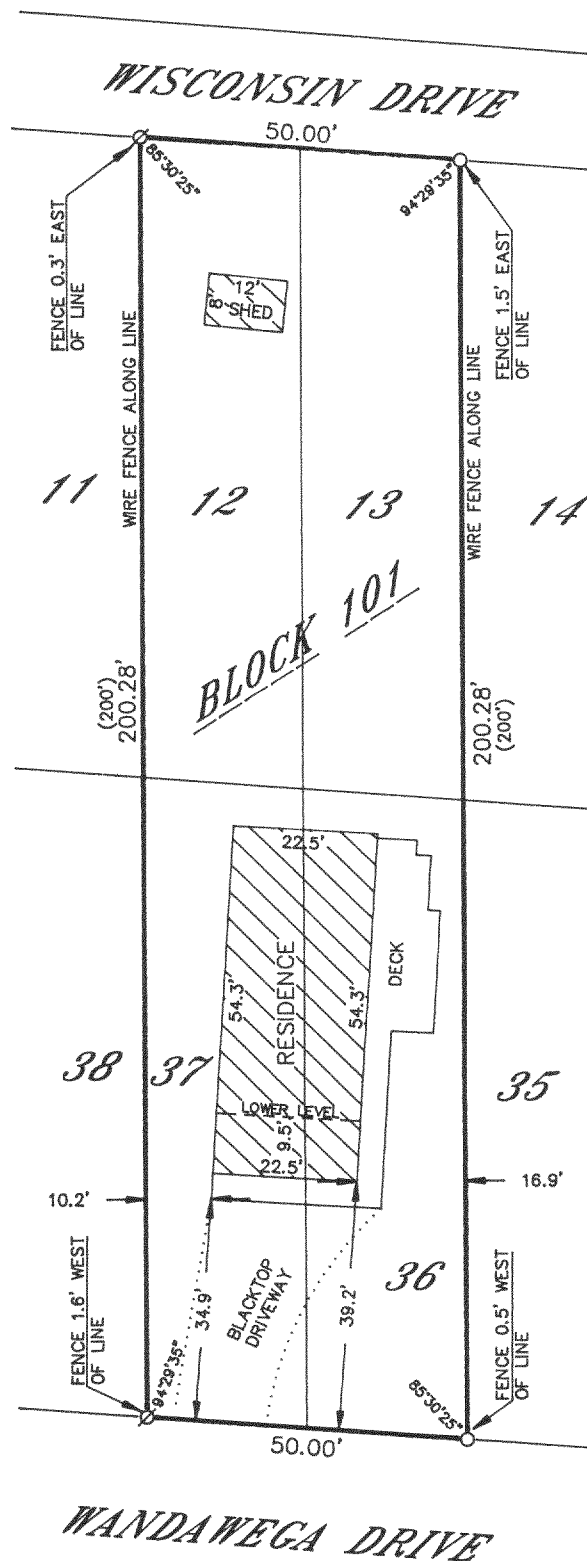 WISCONSIN DRIVE
50.00'
85°30'25"
94°29'35"
FENCE 0.3' EAST
OF LINE
FENCE 1.5' EAST
OF LINE
12'
8'
SHED
WIRE FENCE ALONG LINE
WIRE FENCE ALONG LINE
11
12
13
14
BLOCK 101
(200')
200.28'
200.28'
(200')
22.5'
RESIDENCE
54.3'
54.3'
DECK
38
37
35
LOWER LEVEL
9.5'
22.5'
10.2'
16.9'
36
34.9'
BLACKTOP
DRIVEWAY
39.2'
FENCE 1.6' WEST
OF LINE
FENCE 0.5' WEST
OF LINE
94°29'35"
85°30'25"
50.00'
WANDAWEGA DRIVE